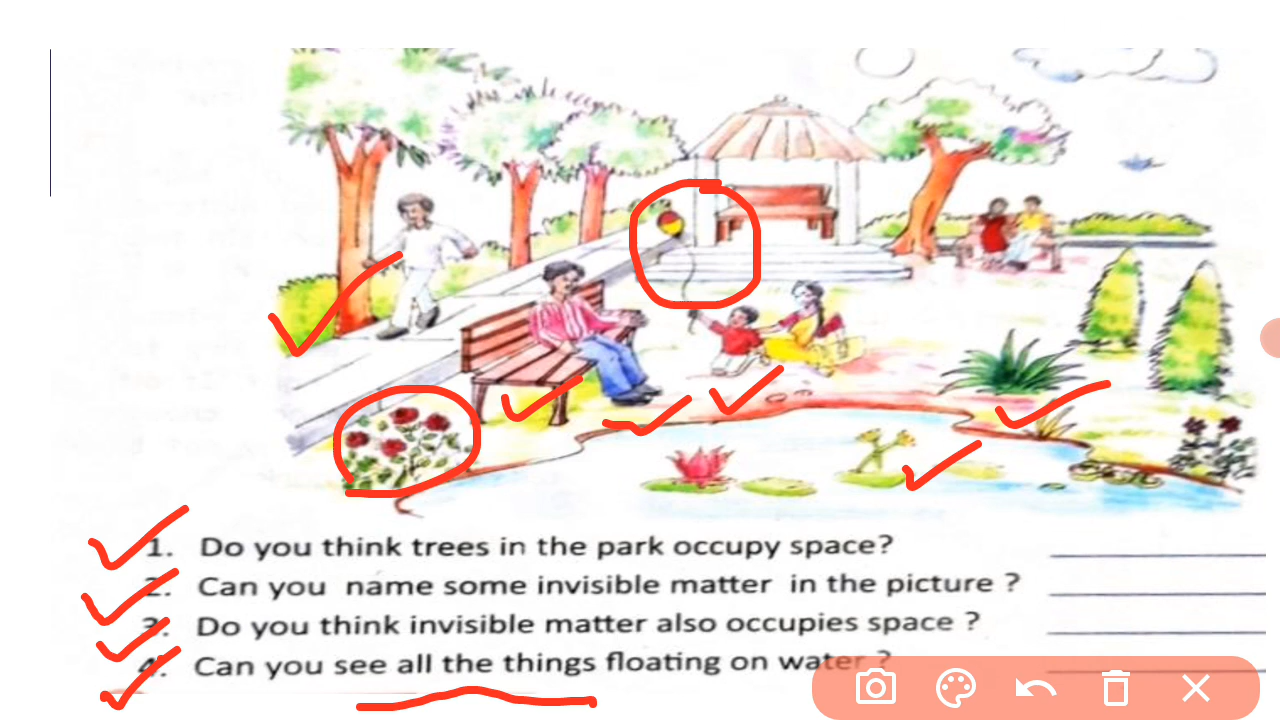 1. Do you think trees in the park occupy space?
2. Can you name some invisible matter in the picture ?
3. Do you think invisible matter also occupies space ?
4. Can you see all the things floating on water ?